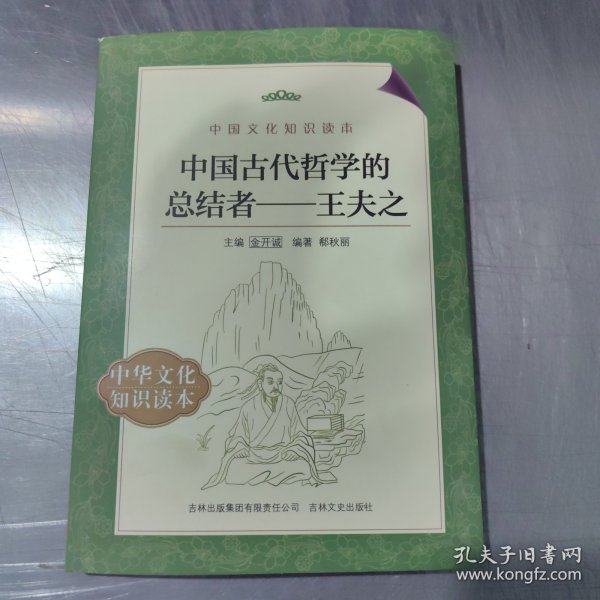 中国文化知识读本
中国古代哲学的
总结者——王夫之
主编 金开诚 编著 郗秋丽
中华文化
知识读本
吉林出版集团有限责任公司 吉林文史出版社
孔夫子旧书网
www.kongfz.com